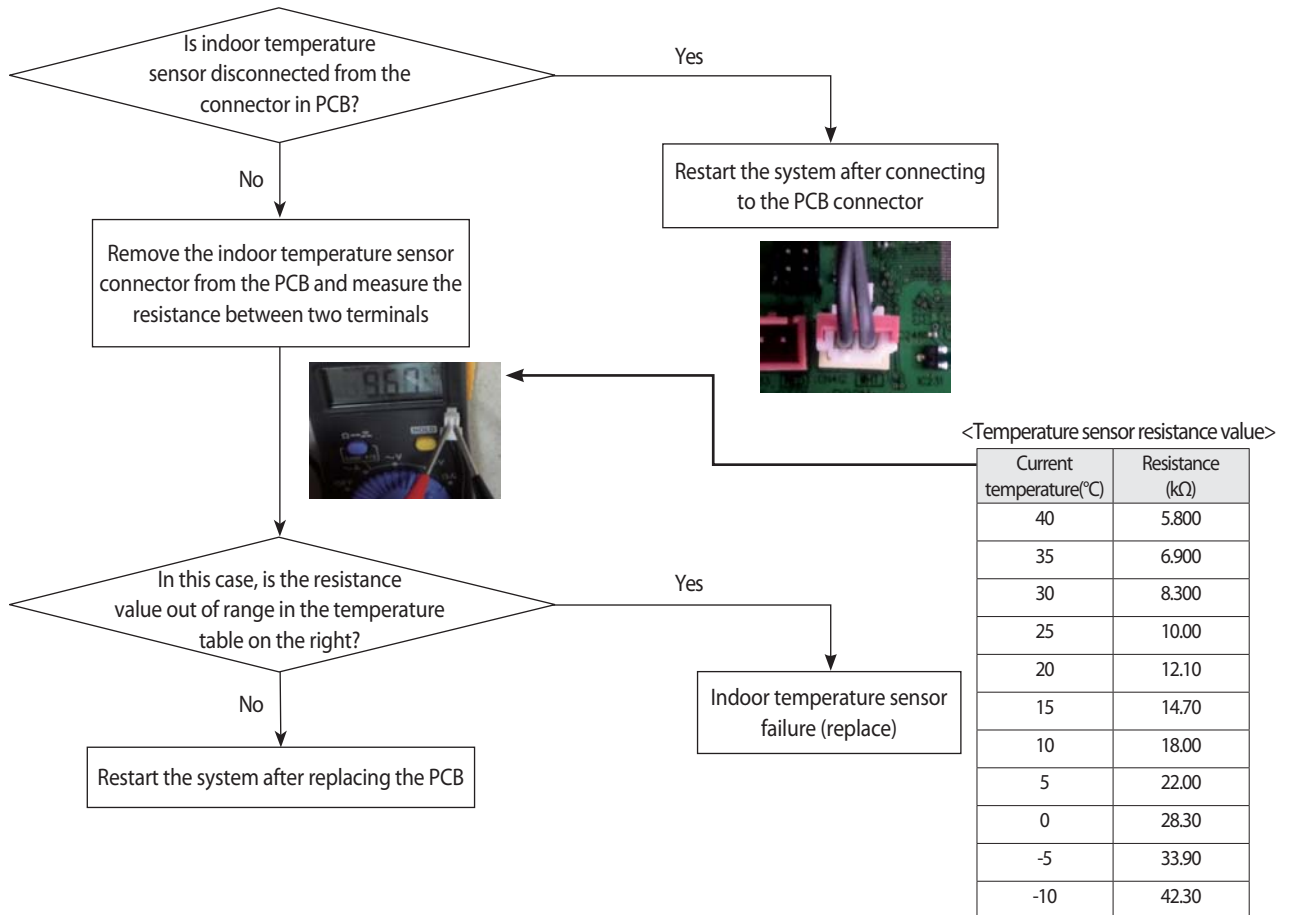 Is indoor temperature
sensor disconnected from the
connector in PCB?
Yes
No
Restart the system after connecting
to the PCB connector
Remove the indoor temperature sensor
connector from the PCB and measure the
resistance between two terminals
HOLD
<Temperature sensor resistance value>
Current
temperature(°C)
Resistance
(kΩ)
40 5.800
35 6.900
30 8.300
25 10.00
20 12.10
15 14.70
10 18.00
5 22.00
0 28.30
-5 33.90
-10 42.30
In this case, is the resistance
value out of range in the temperature
table on the right?
Yes
No
Indoor temperature sensor
failure (replace)
Restart the system after replacing the PCB